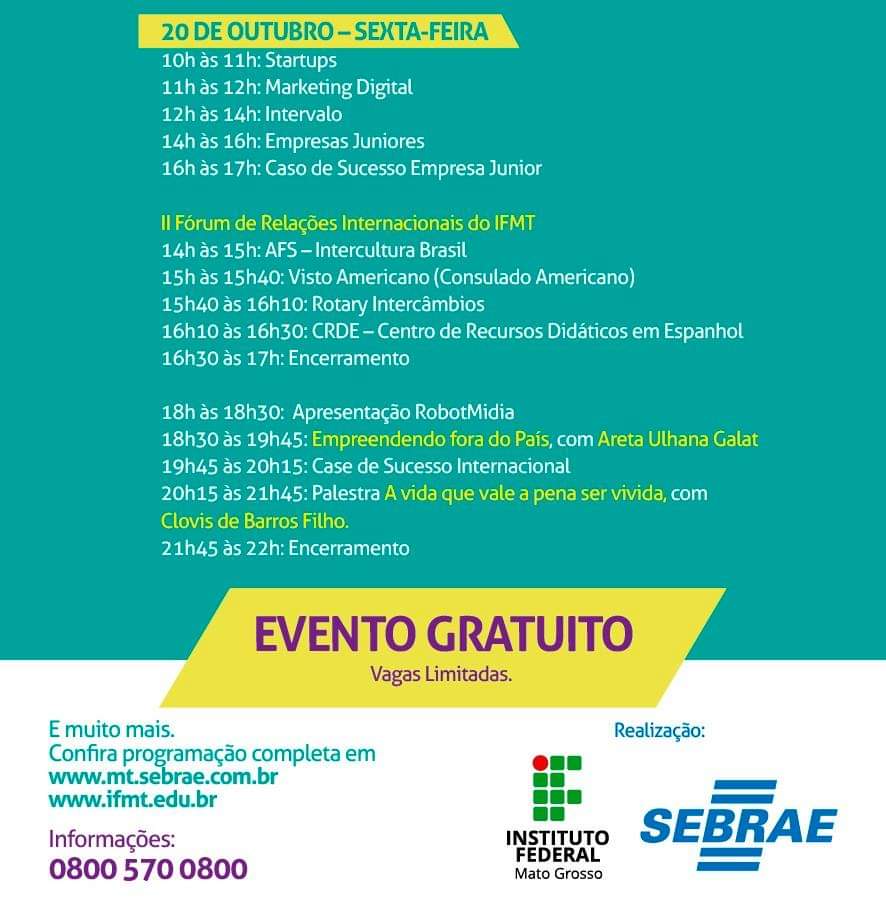 20 DE OUTUBRO – SEXTA-FEIRA
10h às 11h: Startups
11h às 12h: Marketing Digital
12h às 14h: Intervalo
14h às 16h: Empresas Juniores
16h às 17h: Caso de Sucesso Empresa Junior
II Fórum de Relações Internacionais do IFMT
14h às 15h: AFS – Intercultura Brasil
15h às 15h40: Visto Americano (Consulado Americano)
15h40 às 16h10: Rotary Intercâmbios
16h10 às 16h30: CRDE – Centro de Recursos Didáticos em Espanhol
16h30 às 17h: Encerramento
18h às 18h30: Apresentação RobotMidia
18h30 às 19h45: Empreendendo fora do País, com Areta Ulhana Galat
19h45 às 20h15: Case de Sucesso Internacional
20h15 às 21h45: Palestra A vida que vale a pena ser vivida, com
Clovis de Barros Filho.
21h45 às 22h: Encerramento
EVENTO GRATUITO
Vagas Limitadas.
E muito mais.
Confira programação completa em
www.mt.sebrae.com.br
www.ifmt.edu.br
Informações:
0800 570 0800
Realização:
INSTITUTO
FEDERAL
Mato Grosso
SEBRAE